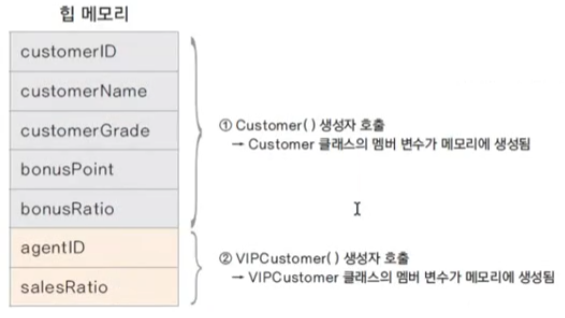 힙 메모리
customerID
customerName
customerGrade
bonusPoint
bonusRatio
agentID
salesRatio
① Customer( ) 생성자 호출
→ Customer 클래스의 멤버 변수가 메모리에 생성됨
② VIPCustomer( ) 생성자 호출
→ VIPCustomer 클래스의 멤버 변수가 메모리에 생성됨